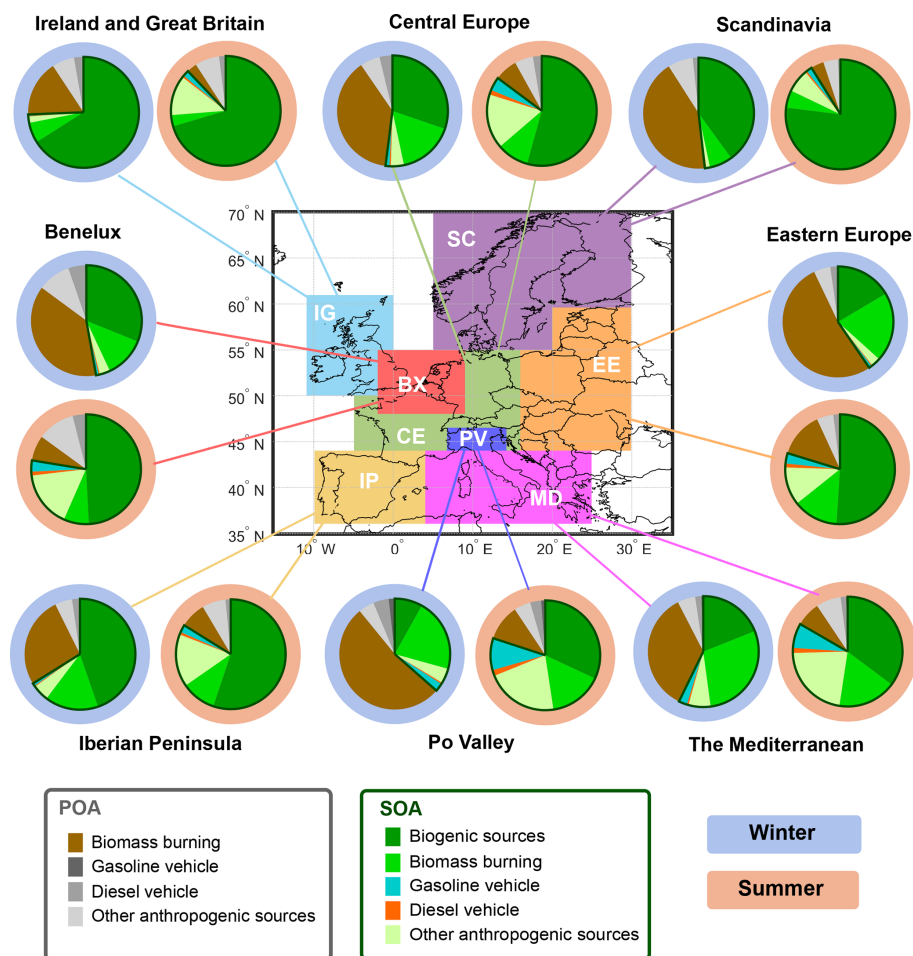 Ireland and Great Britain
Central Europe
Scandinavia
Benelux
Eastern Europe
70° N
65° N
60° N
55° N
50° N
45° N
40° N
35° N
10° W
0°
10° E
20° E
30° E
SC
IG
BX
EE
CE
PV
IP
MD
Iberian Peninsula
Po Valley
The Mediterranean
POA
Biomass burning
Gasoline vehicle
Diesel vehicle
Other anthropogenic sources
SOA
Biogenic sources
Biomass burning
Gasoline vehicle
Diesel vehicle
Other anthropogenic sources
Winter
Summer